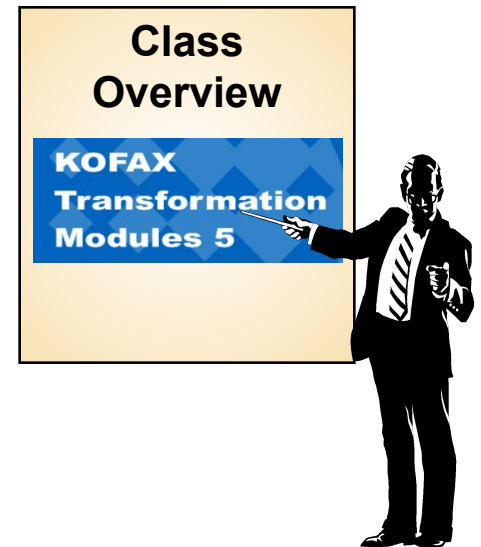 Class
Overview
KOFAX
Transformation
Modules 5